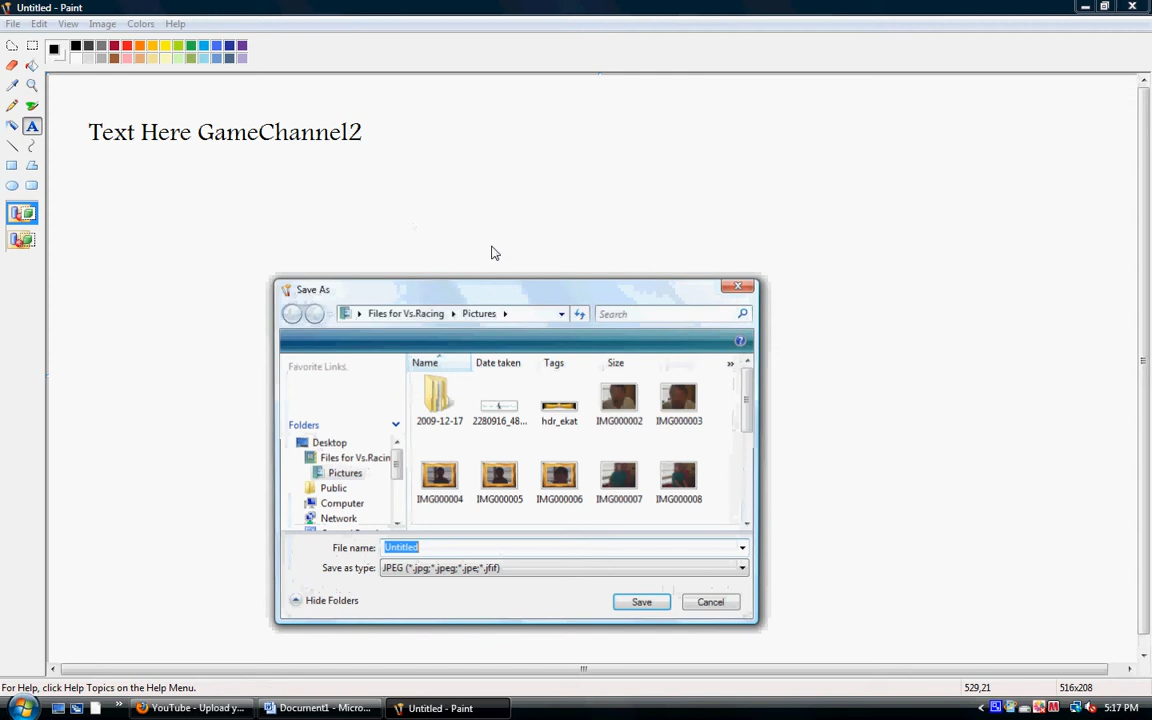 Untitled - Paint
File Edit View Image Colors Help
Text Here GameChannel2
Save As
Files for Vs.Racing Pictures Search
Favorite Links
Name Date taken Tags Size
2009-12-17 2280916_48... hdr_ekat IMG000002 IMG000003
Folders
Desktop
Files for Vs.Racin
Pictures
Public
Computer
Network
IMG000004 IMG000005 IMG000006 IMG000007 IMG000008
File name: Untitled
Save as type: JPEG (*.jpg;*.jpeg;*.jpe;*.jfif)
Hide Folders Save Cancel
For Help, click Help Topics on the Help Menu. 529,21 516x208
YouTube - Upload y... Document1 - Micro... Untitled - Paint 5:17 PM